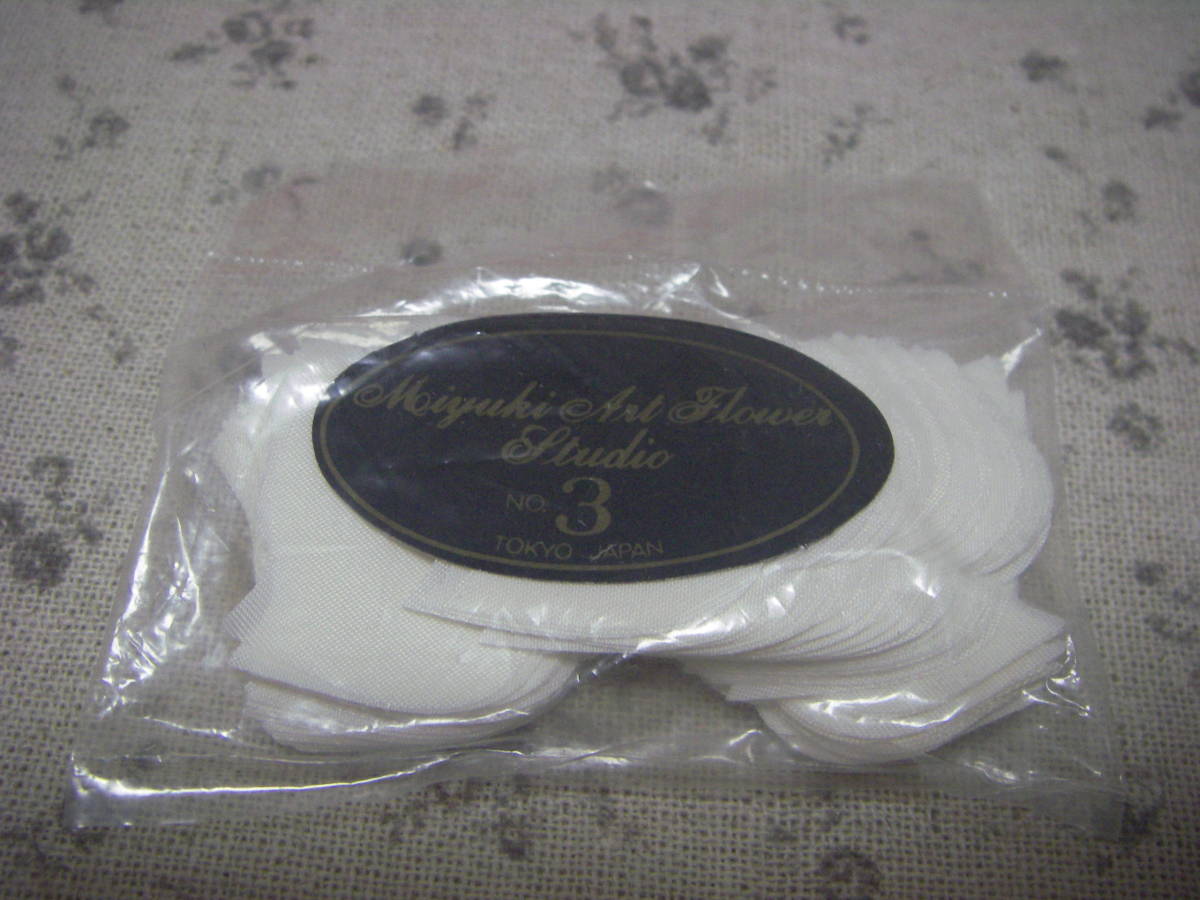 Miyuki Art Flower
Studio
NO. 3
TOKYO JAPAN